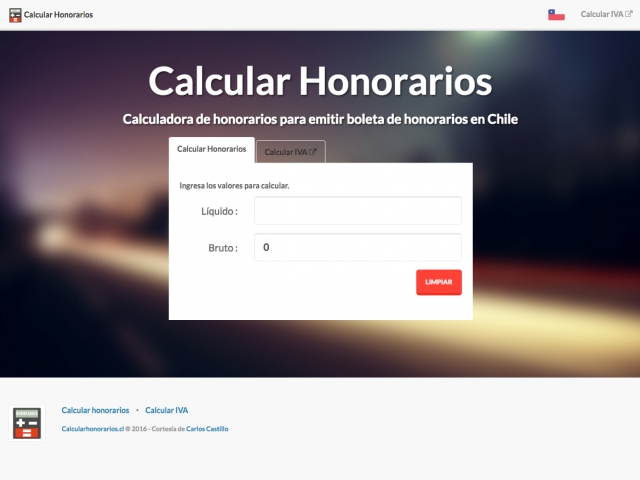 Calcular Honorarios
Calcular IVA
Calcular Honorarios
Calculadora de honorarios para emitir boleta de honorarios en Chile
Calcular Honorarios
Calcular IVA
Ingresa los valores para calcular.
Líquido :
Bruto : 0
LIMPIAR
Calcular honorarios · Calcular IVA
Calcularhonorarios.cl ® 2016 - Cortesía de Carlos Castillo